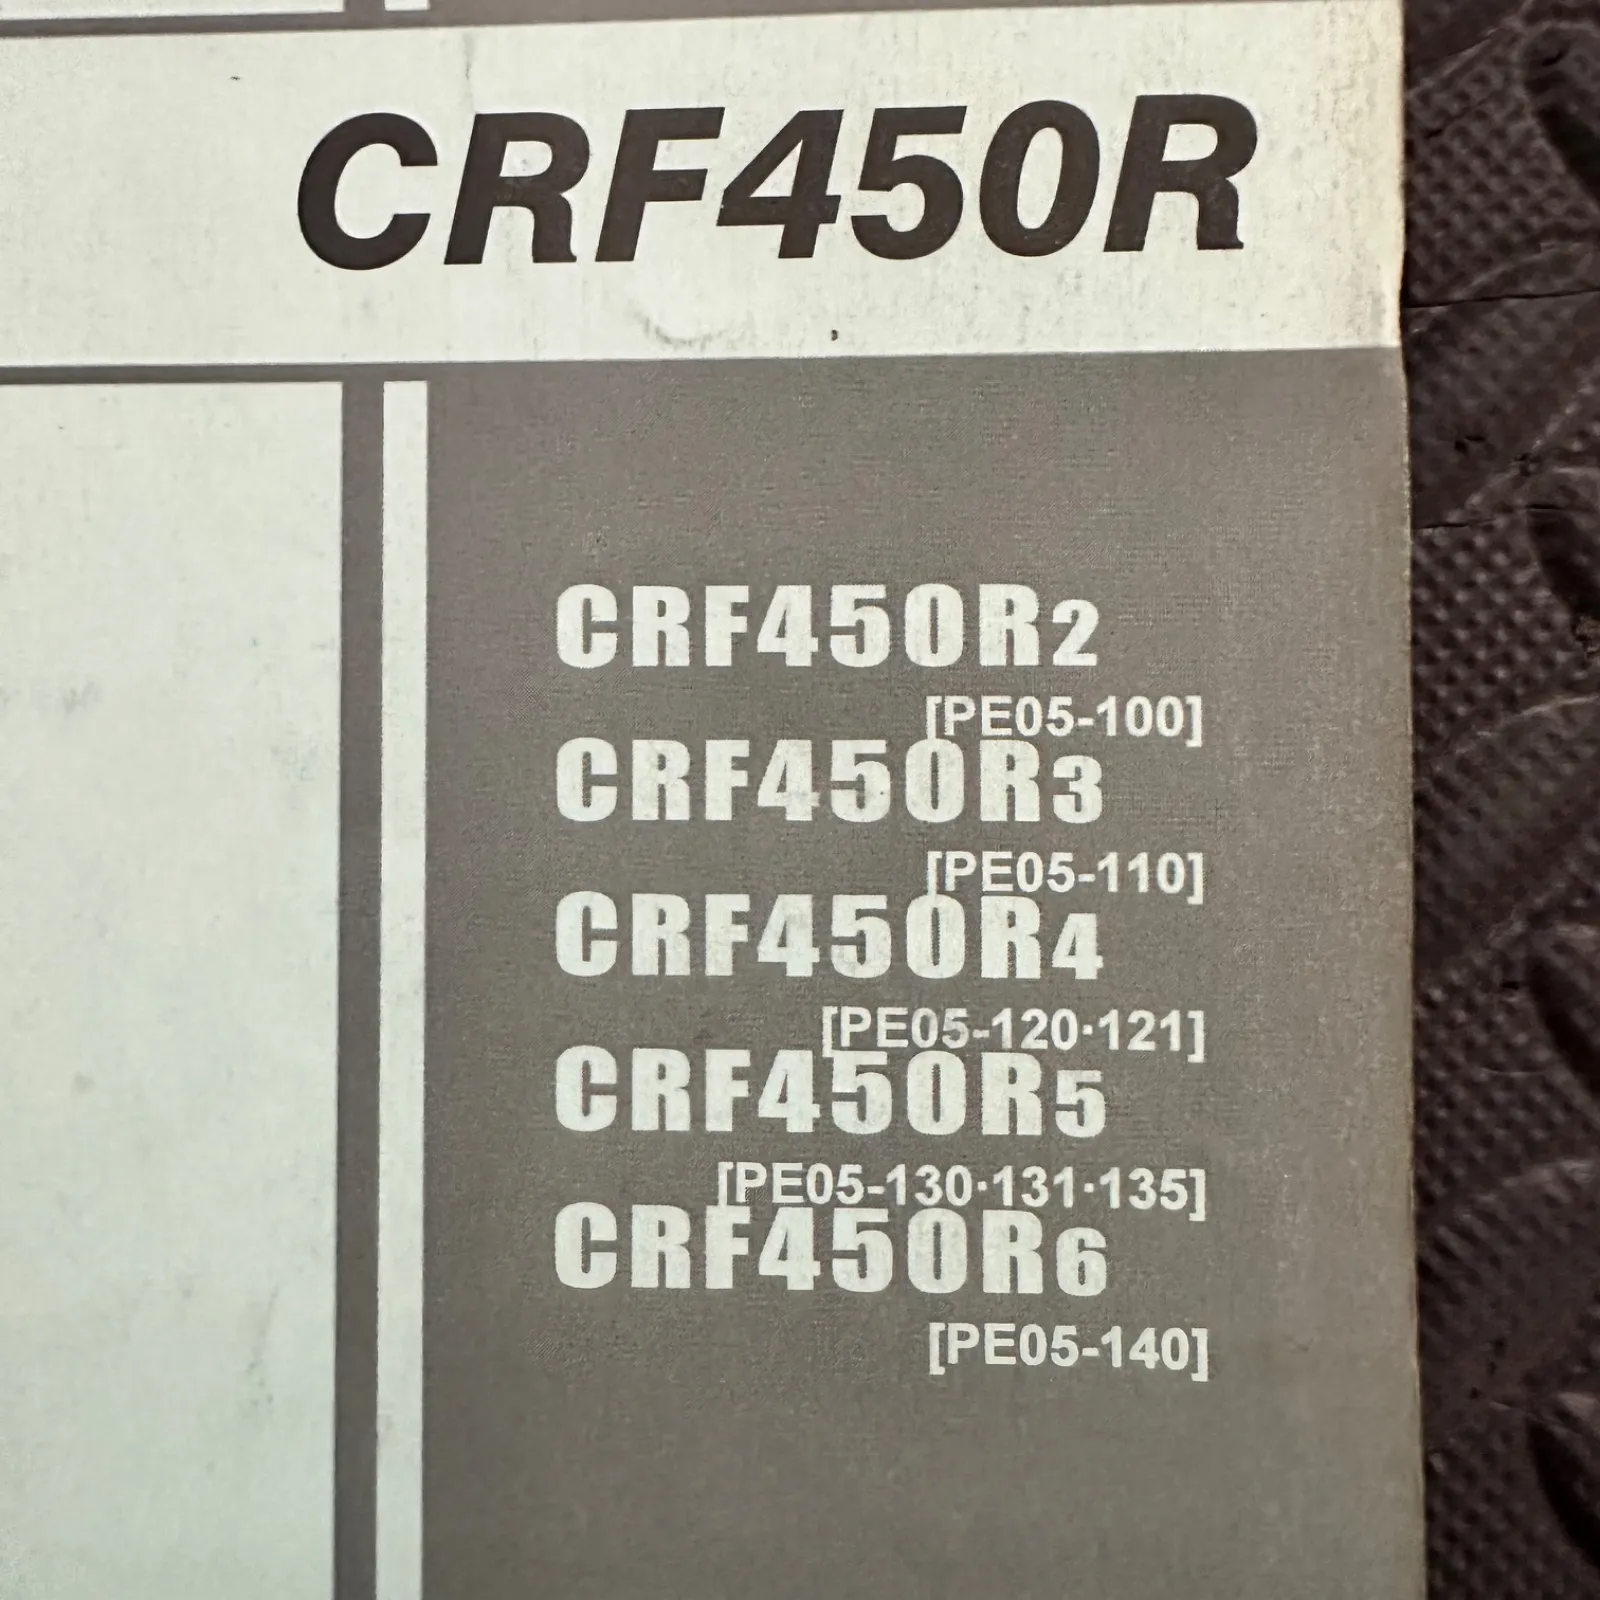 CRF450R
CRF450R2
[PE05-100]
CRF450R3
[PE05-110]
CRF450R4
[PE05-120·121]
CRF450R5
[PE05-130·131·135]
CRF450R6
[PE05-140]